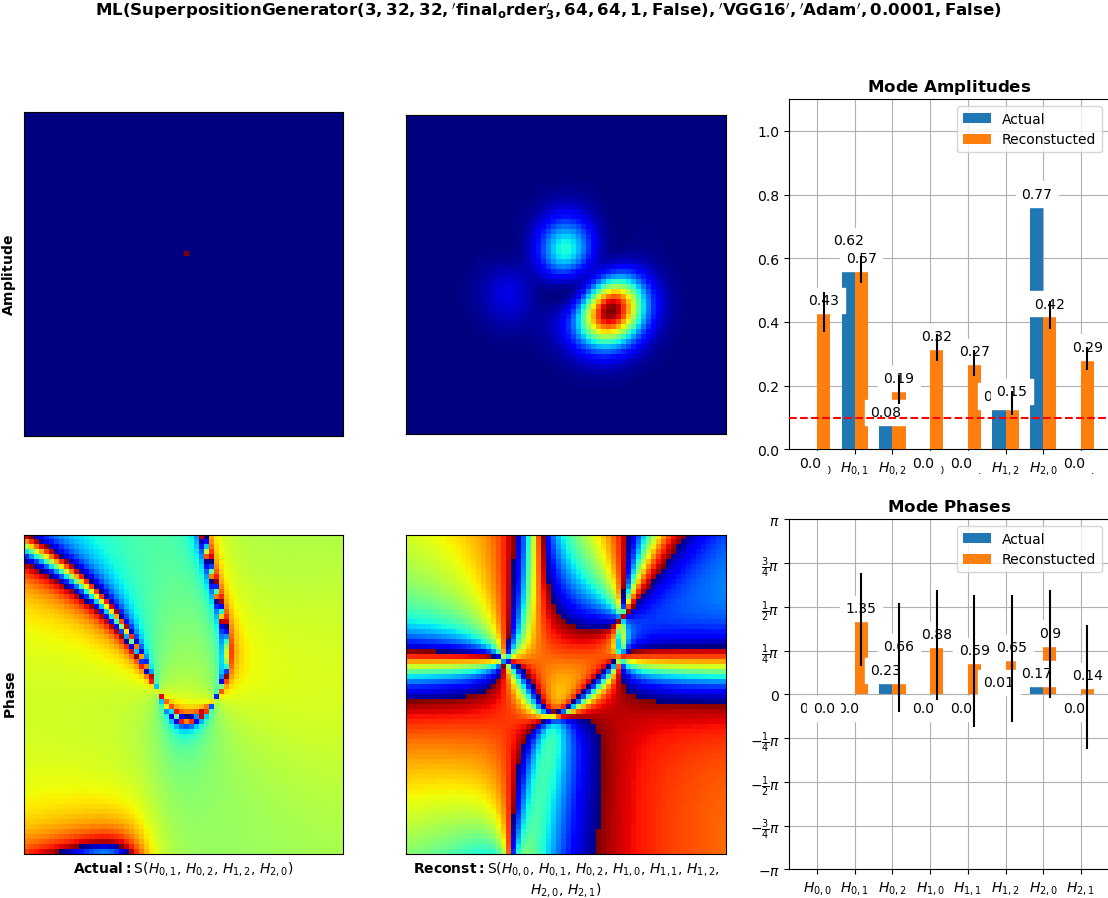 ML(SuperpositionGenerator(3, 32, 32, ′final_order′_3, 64, 64, 1, False), ′VGG16′, ′Adam′, 0.0001, False)
Amplitude
Mode Amplitudes
Actual
Reconstucted
1.0
0.8
0.6
0.4
0.2
0.0
0.43
0.62
0.57
0.08
0.19
0.32
0.27
0.15
0.77
0.42
0.29
0.0
H0,1
H0,2
0.0
0.0
H1,2
H2,0
0.0
Phase
Actual: S(H0,1, H0,2, H1,2, H2,0)
Reconst: S(H0,0, H0,1, H0,2, H1,0, H1,1, H1,2,
H2,0, H2,1)
Mode Phases
Actual
Reconstucted
π
3/4π
1/2π
1/4π
0
−1/4π
−1/2π
−3/4π
−π
0.0
1.35
0.23
0.66
0.0
0.88
0.0
0.59
0.01
0.65
0.17
0.9
0.0
0.14
H0,0
H0,1
H0,2
H1,0
H1,1
H1,2
H2,0
H2,1